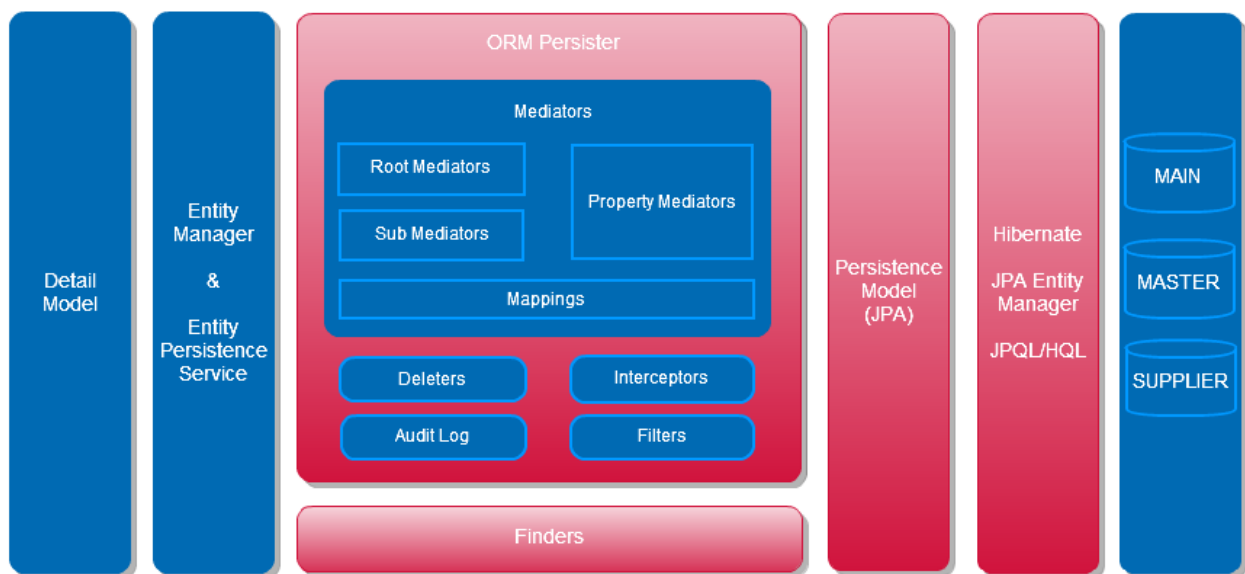 Detail
Model
Entity
Manager
&
Entity
Persistence
Service
ORM Persister
Mediators
Root Mediators
Sub Mediators
Property Mediators
Mappings
Deleters
Interceptors
Audit Log
Filters
Finders
Persistence
Model
(JPA)
Hibernate
JPA Entity
Manager
JPQL/HQL
MAIN
MASTER
SUPPLIER